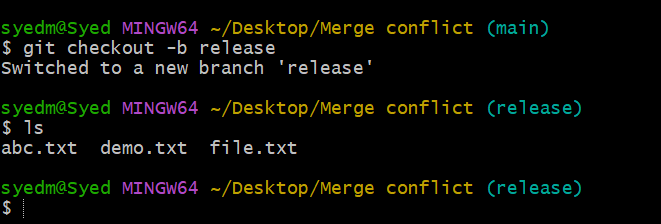 syedm@Syed MINGW64 ~/Desktop/Merge conflict (main)
$ git checkout -b release
Switched to a new branch 'release'
syedm@Syed MINGW64 ~/Desktop/Merge conflict (release)
$ ls
abc.txt  demo.txt  file.txt
syedm@Syed MINGW64 ~/Desktop/Merge conflict (release)
$